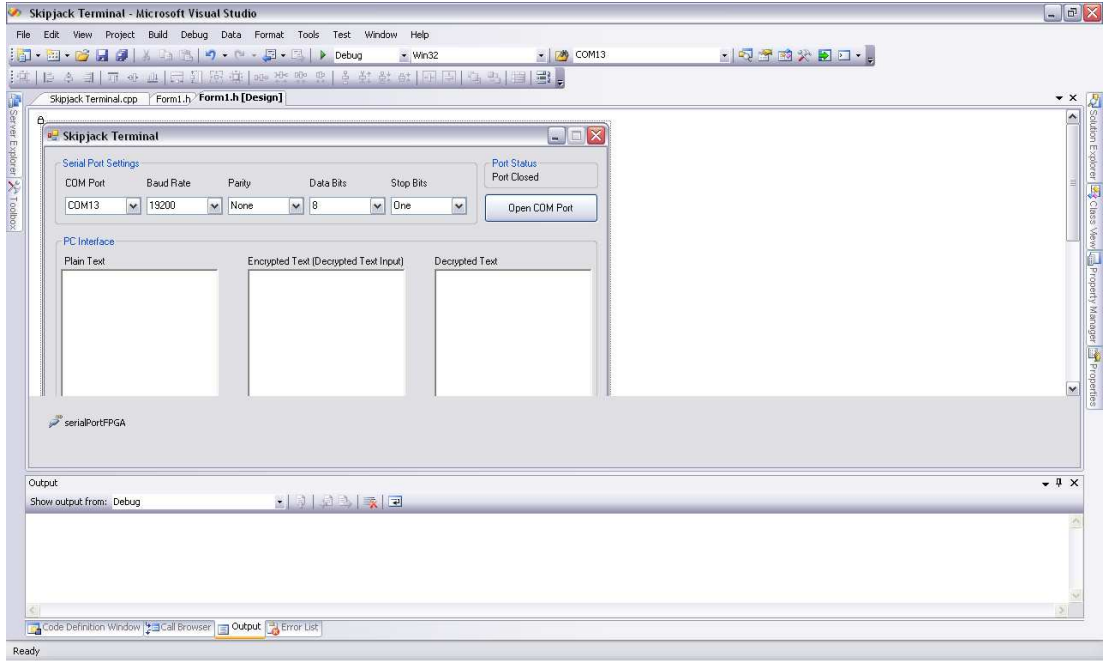 Skipjack Terminal - Microsoft Visual Studio
File Edit View Project Build Debug Data Format Tools Test Window Help
Debug Win32 COM13
Skipjack Terminal.cpp Form1.h Form1.h [Design]
Server Explorer
Toolbox
Skipjack Terminal
Serial Port Settings Port Status
COM Port Baud Rate Parity Data Bits Stop Bits Port Closed
COM13 19200 None 8 One Open COM Port
PC Interface
Plain Text Encrypted Text (Decrypted Text Input) Decrypted Text
serialPortFPGA
Solution Explorer
Class View
Property Manager
Properties
Output
Show output from: Debug
Code Definition Window Call Browser Output Error List
Ready